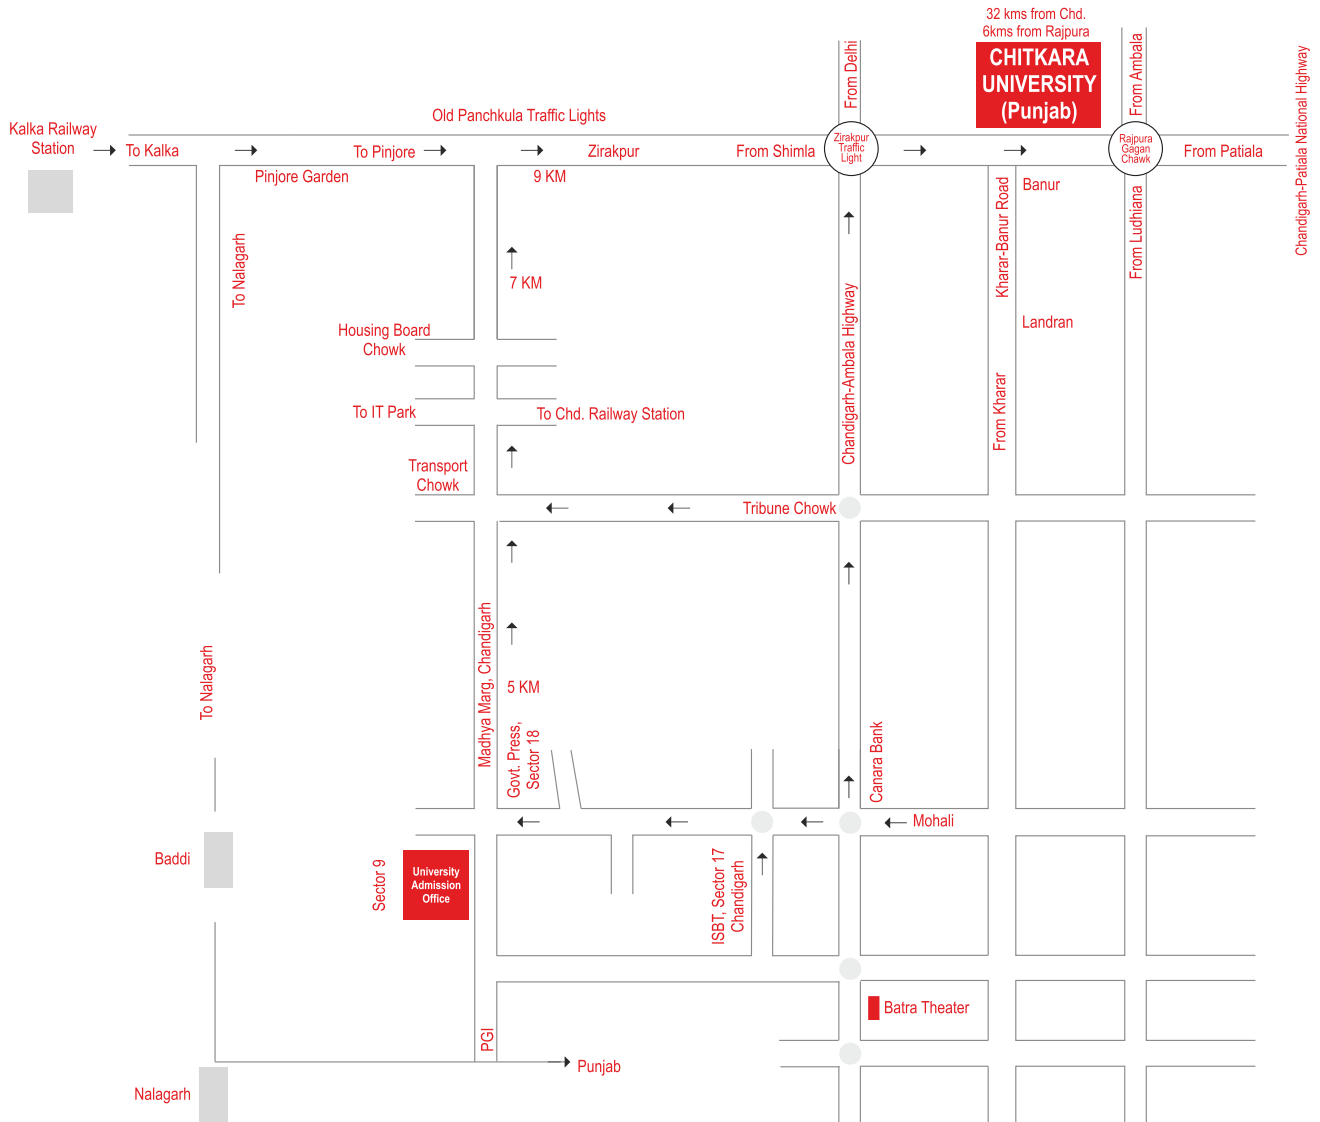 32 kms from Chd.
6kms from Rajpura
CHITKARA
UNIVERSITY
(Punjab)
From Delhi
From Ambala
Chandigarh-Patiala National Highway
Old Panchkula Traffic Lights
Kalka Railway
Station
To Kalka
To Pinjore
Zirakpur
From Shimla
Zirakpur
Traffic
Light
Rajpura
Gagan
Chawk
From Patiala
Pinjore Garden
9 KM
Banur
Kharar-Banur Road
From Ludhiana
To Nalagarh
7 KM
Chandigarh-Ambala Highway
Landran
Housing Board
Chowk
From Kharar
To IT Park
To Chd. Railway Station
Transport
Chowk
Tribune Chowk
Madhya Marg, Chandigarh
To Nalagarh
5 KM
Govt. Press,
Sector 18
Canara Bank
Mohali
Baddi
Sector 9
University
Admission
Office
ISBT, Sector 17
Chandigarh
Batra Theater
PGI
Punjab
Nalagarh